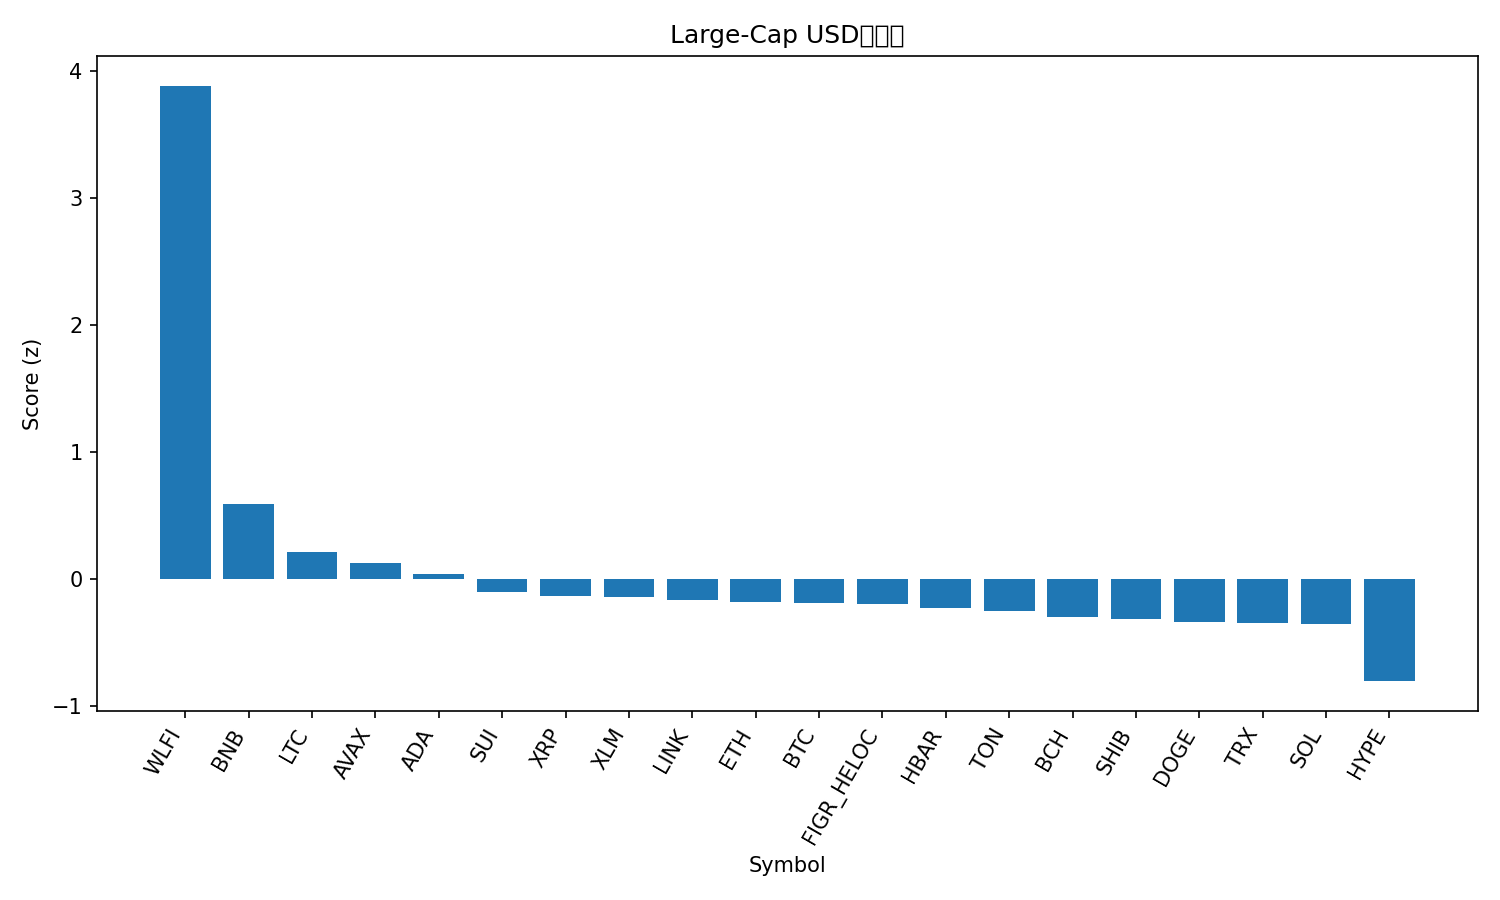 Large-Cap USD
Score (z)
4
3
2
1
0
−1
WLFI
BNB
LTC
AVAX
ADA
SUI
XRP
XLM
LINK
ETH
BTC
FIGR_HELOC
HBAR
TON
BCH
SHIB
DOGE
TRX
SOL
HYPE
Symbol